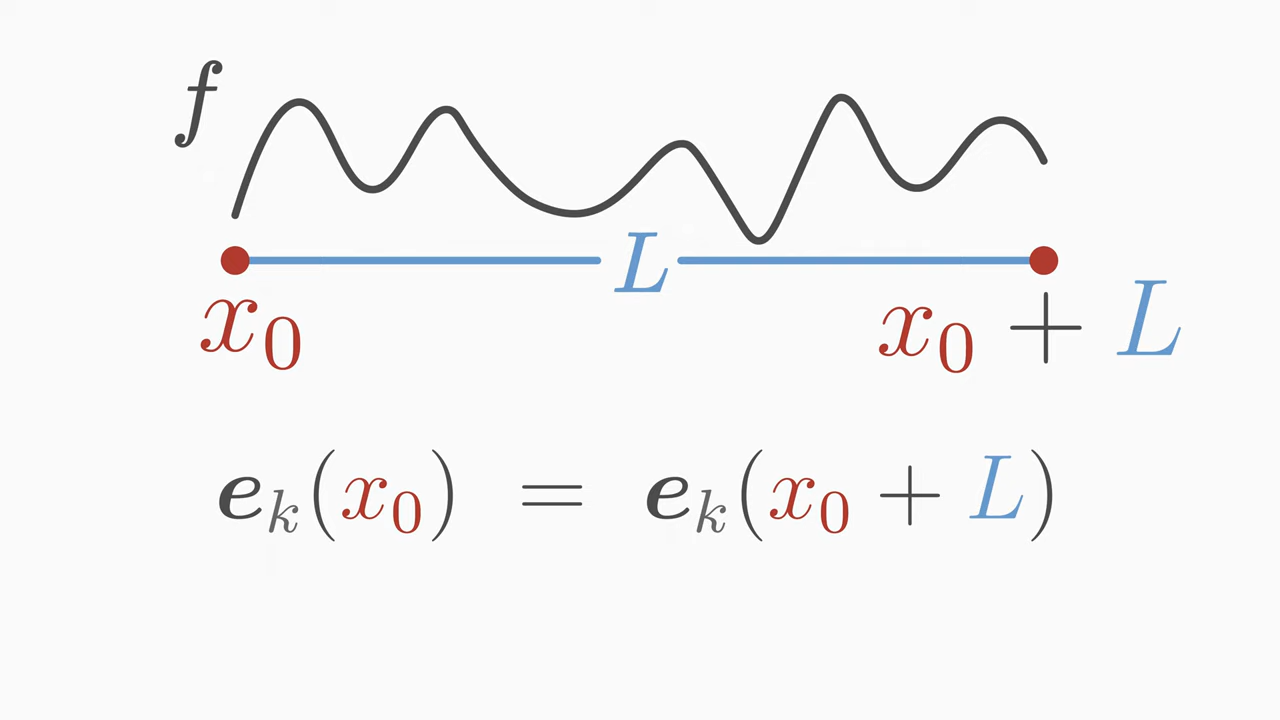 f
L
x₀ x₀ + L
eₖ(x₀) = eₖ(x₀ + L)